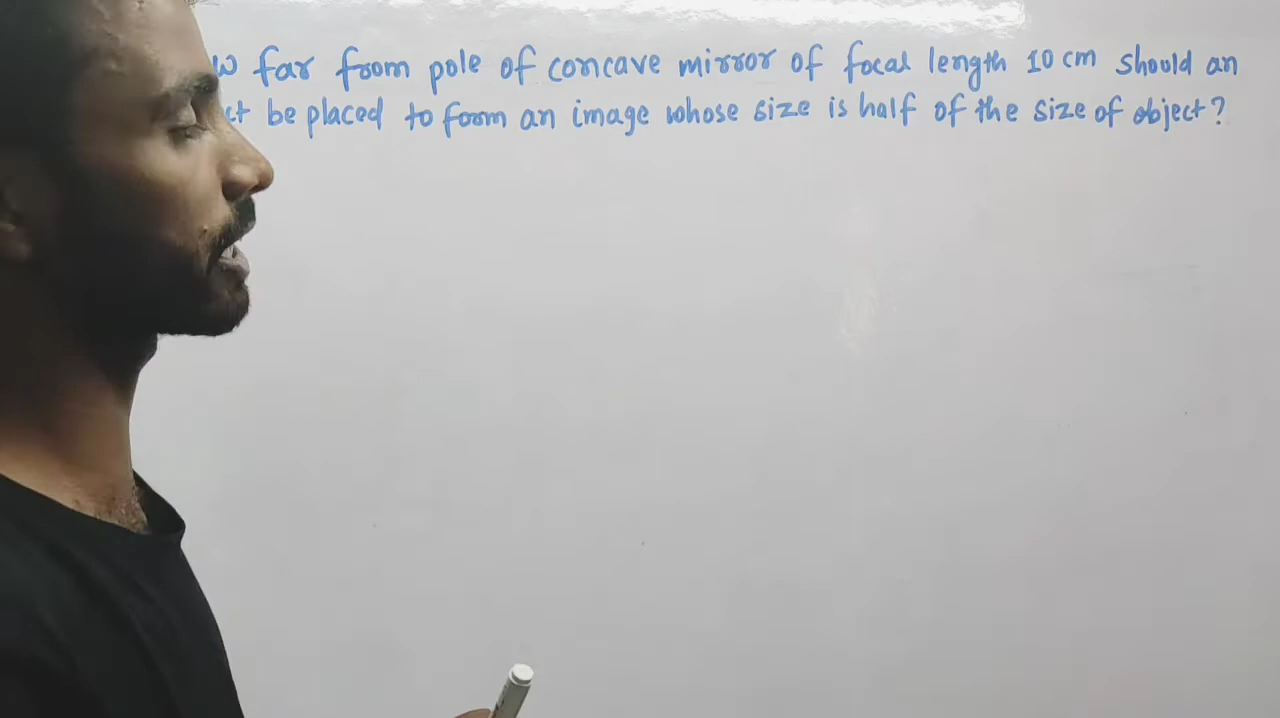 w far from pole of concave mirror of focal length 10 cm should an
ct be placed to form an image whose size is half of the size of object?